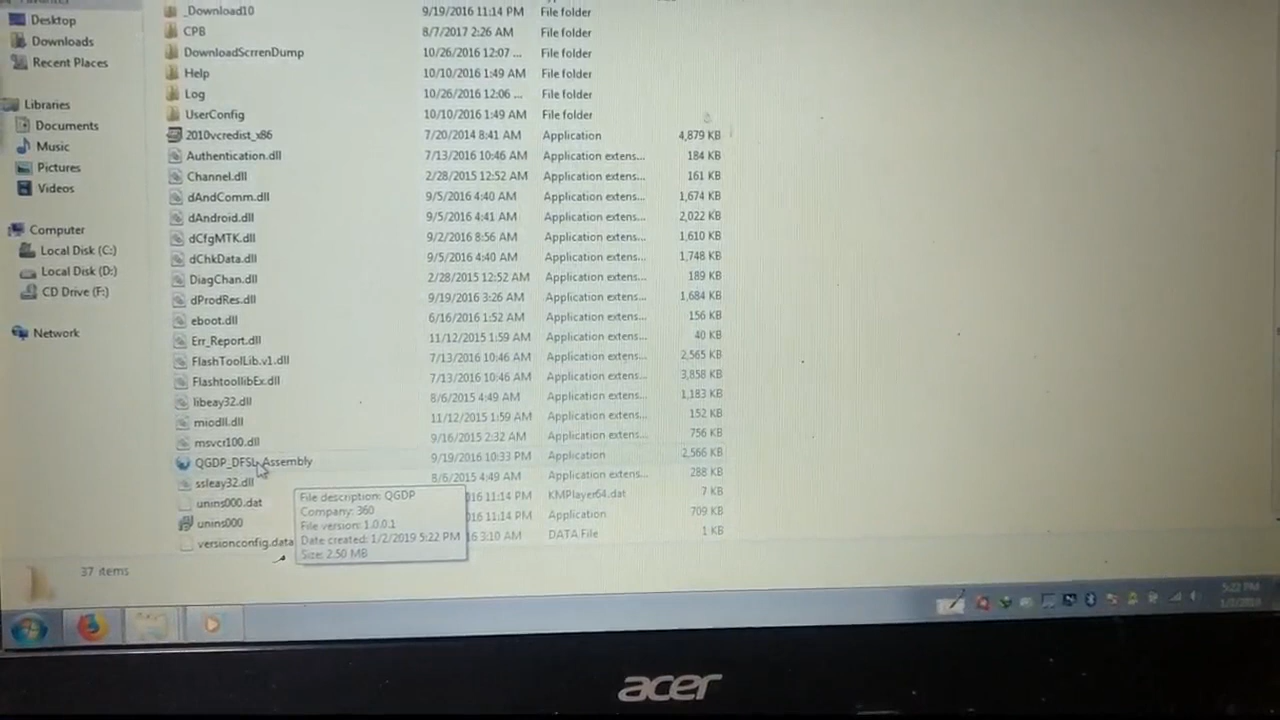 _Download10 9/19/2016 11:14 PM File folder
Desktop CPB 8/7/2017 2:26 AM File folder
Downloads DownloadScrrenDump 10/26/2016 12:07 ... File folder
Recent Places Help 10/10/2016 1:49 AM File folder
Libraries Log 10/26/2016 12:06 ... File folder
Documents UserConfig 10/10/2016 1:49 AM File folder
Music 2010vcredist_x86 7/20/2014 8:41 AM Application 4,879 KB
Pictures Authentication.dll 7/13/2016 10:46 AM Application extens... 184 KB
Videos Channel.dll 2/28/2015 12:52 AM Application extens... 161 KB
dAndComm.dll 9/5/2016 4:40 AM Application extens... 1,674 KB
Computer dAndroid.dll 9/5/2016 4:41 AM Application extens... 2,022 KB
Local Disk (C:) dCfgMTK.dll 9/2/2016 8:56 AM Application extens... 1,610 KB
Local Disk (D:) dChkData.dll 9/5/2016 4:40 AM Application extens... 1,748 KB
CD Drive (F:) DiagChan.dll 2/28/2015 12:52 AM Application extens... 189 KB
dProdRes.dll 9/19/2016 3:26 AM Application extens... 1,684 KB
Network eboot.dll 6/16/2016 1:52 AM Application extens... 156 KB
Err_Report.dll 11/12/2015 1:59 AM Application extens... 40 KB
FlashToolLib.v1.dll 7/13/2016 10:46 AM Application extens... 2,565 KB
FlashtoollibEx.dll 7/13/2016 10:46 AM Application extens... 3,858 KB
libeay32.dll 8/6/2015 4:49 AM Application extens... 1,183 KB
miodll.dll 11/12/2015 1:59 AM Application extens... 152 KB
msvcr100.dll 9/16/2015 2:32 AM Application extens... 756 KB
QGDP_DFSL_Assembly 9/19/2016 10:33 PM Application 2,566 KB
ssleay32.dll 8/6/2015 4:49 AM Application extens... 288 KB
unins000.dat 11:14 PM KMPlayer64.dat 7 KB
unins000 11:14 PM Application 709 KB
versionconfig.data 3:10 AM DATA File 1 KB
File description: QGDP
Company: 360
File version: 1.0.0.1
Date created: 1/2/2019 5:22 PM
Size: 2.50 MB
37 items
5:22 PM
acer